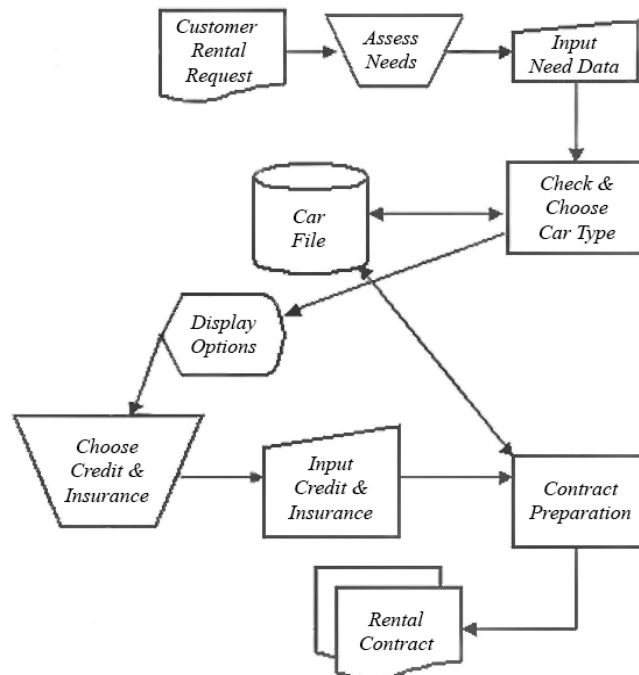 Customer
Rental
Request
Assess
Needs
Input
Need Data
Check &
Choose
Car Type
Car
File
Display
Options
Choose
Credit &
Insurance
Input
Credit &
Insurance
Contract
Preparation
Rental
Contract